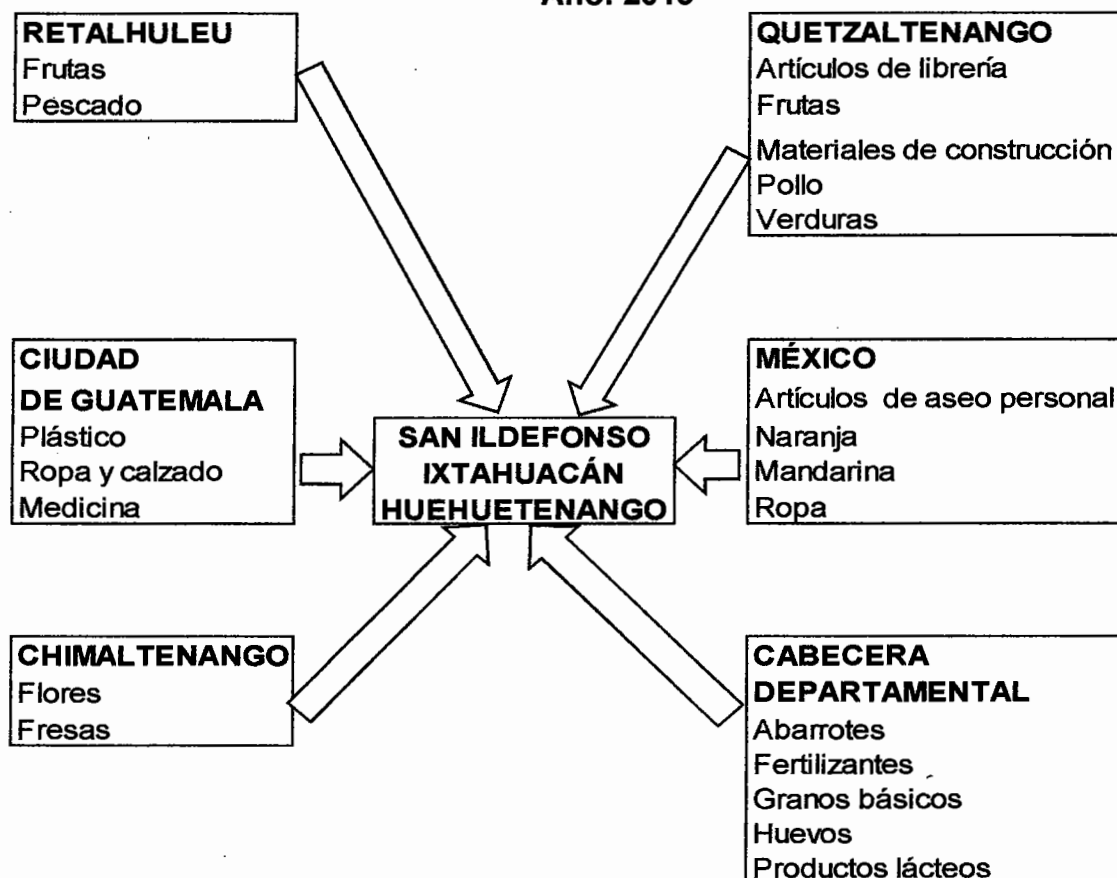 RETALHULEU
Frutas
Pescado
QUETZALTENANGO
Artículos de librería
Frutas
Materiales de construcción
Pollo
Verduras
CIUDAD
DE GUATEMALA
Plástico
Ropa y calzado
Medicina
SAN ILDEFONSO
IXTAHUACÁN
HUEHUETENANGO
MÉXICO
Artículos de aseo personal
Naranja
Mandarina
Ropa
CHIMALTENANGO
Flores
Fresas
CABECERA
DEPARTAMENTAL
Abarrotes
Fertilizantes
Granos básicos
Huevos
Productos lácteos